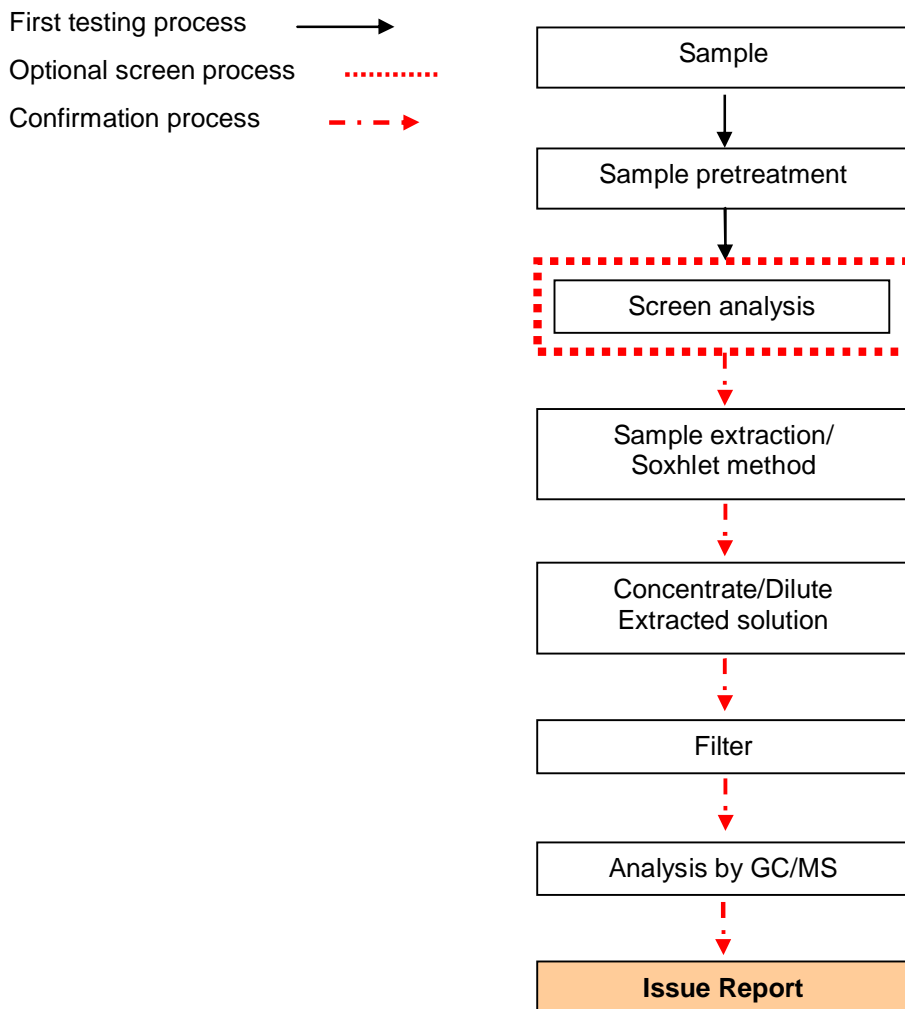 First testing process
Optional screen process
Confirmation process
Sample
Sample pretreatment
Screen analysis
Sample extraction/
Soxhlet method
Concentrate/Dilute
Extracted solution
Filter
Analysis by GC/MS
Issue Report